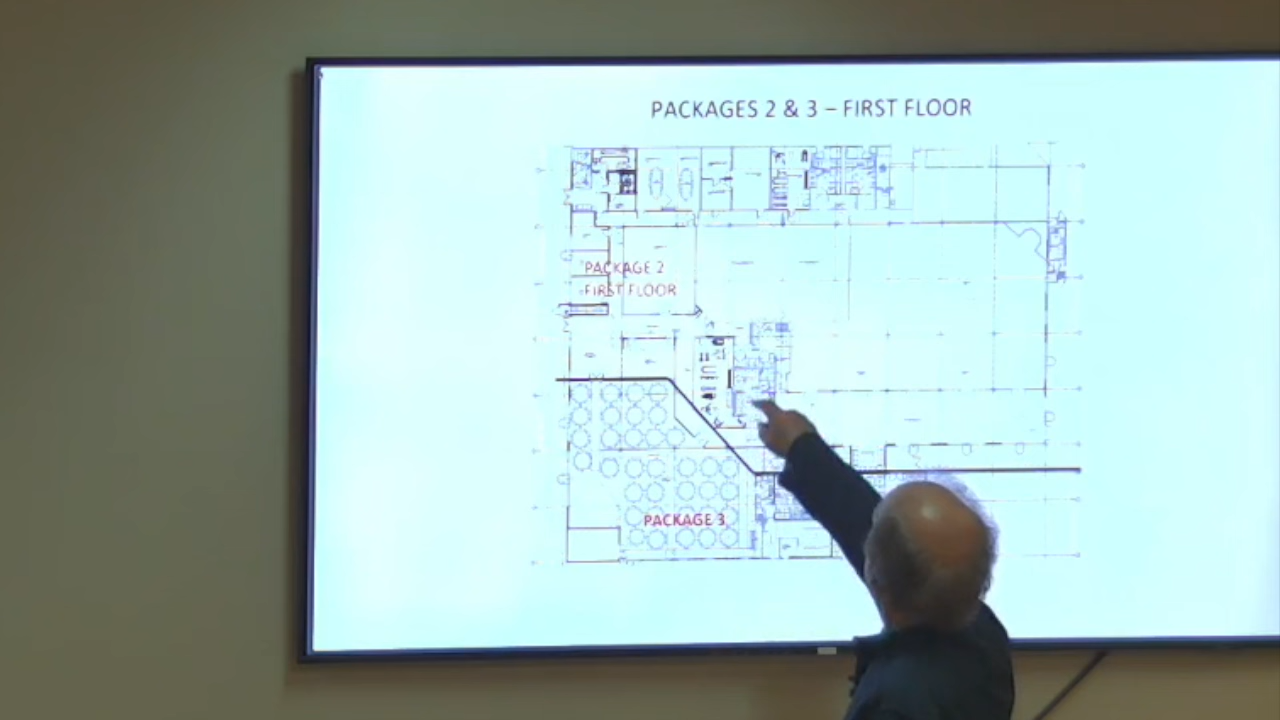 PACKAGES 2 & 3 – FIRST FLOOR
PACKAGE 2
FIRST FLOOR
PACKAGE 3